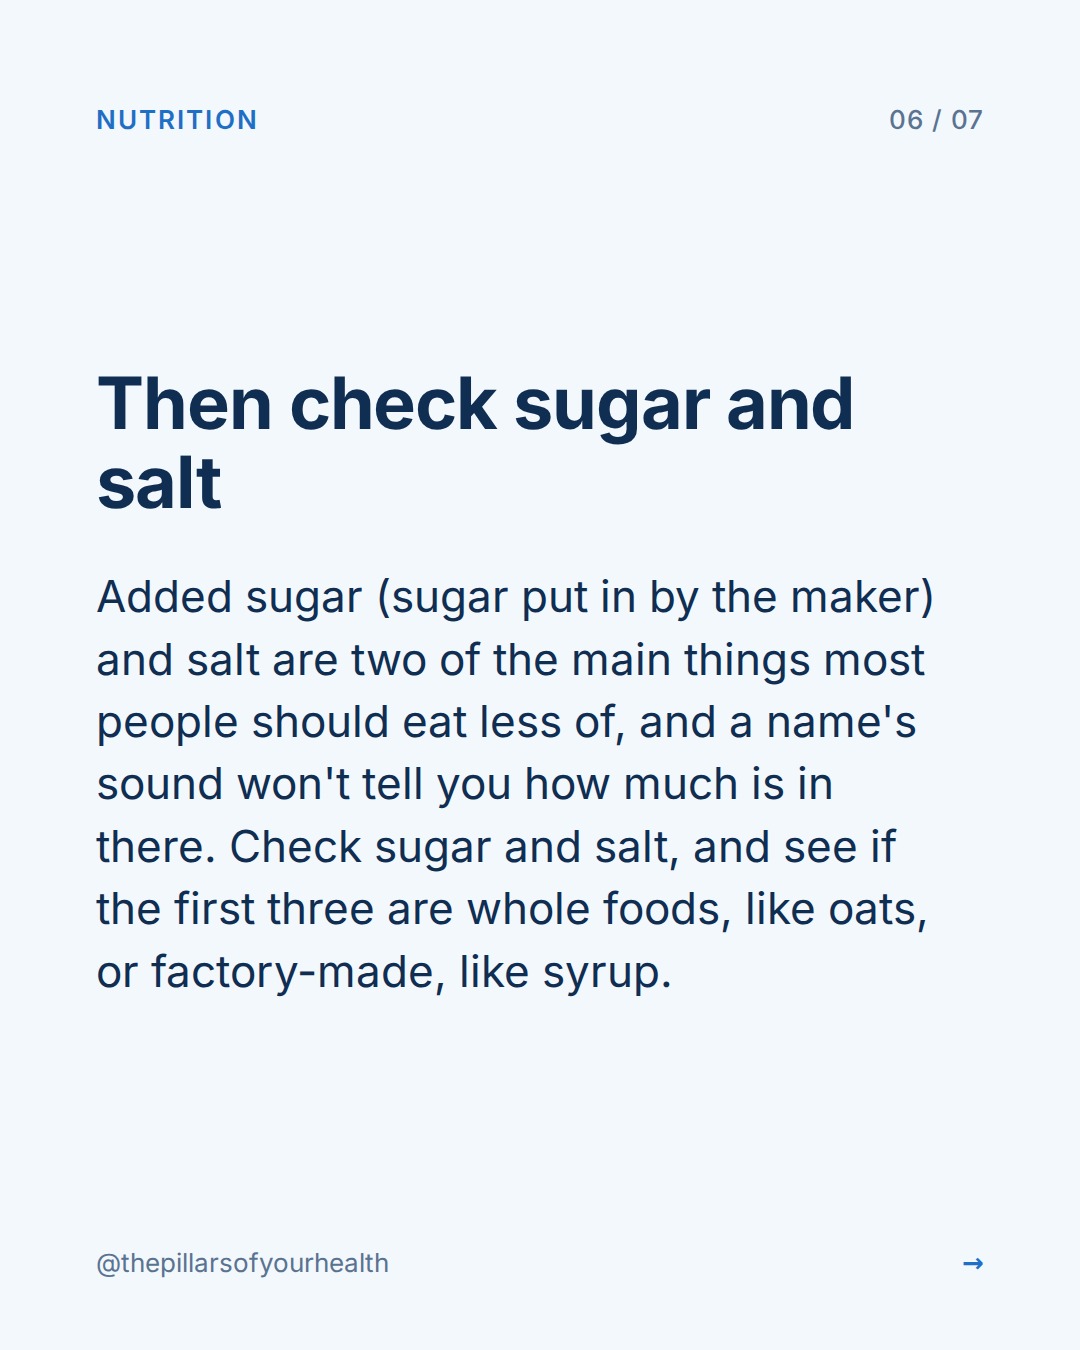 NUTRITION
06 / 07
Then check sugar and
salt
Added sugar (sugar put in by the maker)
and salt are two of the main things most
people should eat less of, and a name's
sound won't tell you how much is in
there. Check sugar and salt, and see if
the first three are whole foods, like oats,
or factory-made, like syrup.
@thepillarsofyourhealth
→